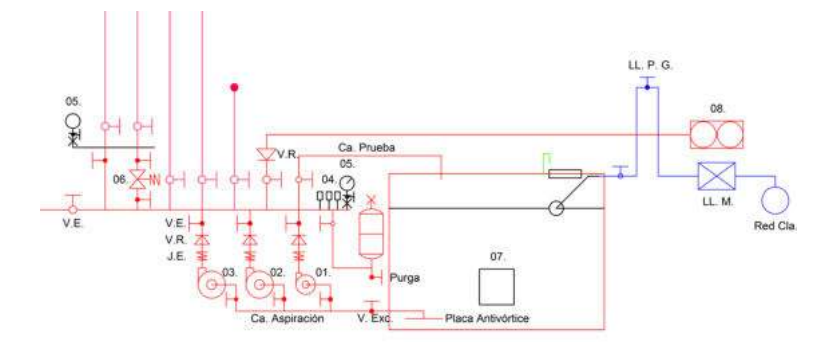 LL. P. G.
05.
08.
V.R.
Ca. Prueba
05.
06.
04.
LL. M.
V.E.
V.E.
Red Cla.
V.R.
J.E.
07.
03.
02.
01.
Purga
Ca. Aspiración
V. Exc.
Placa Antivórtice